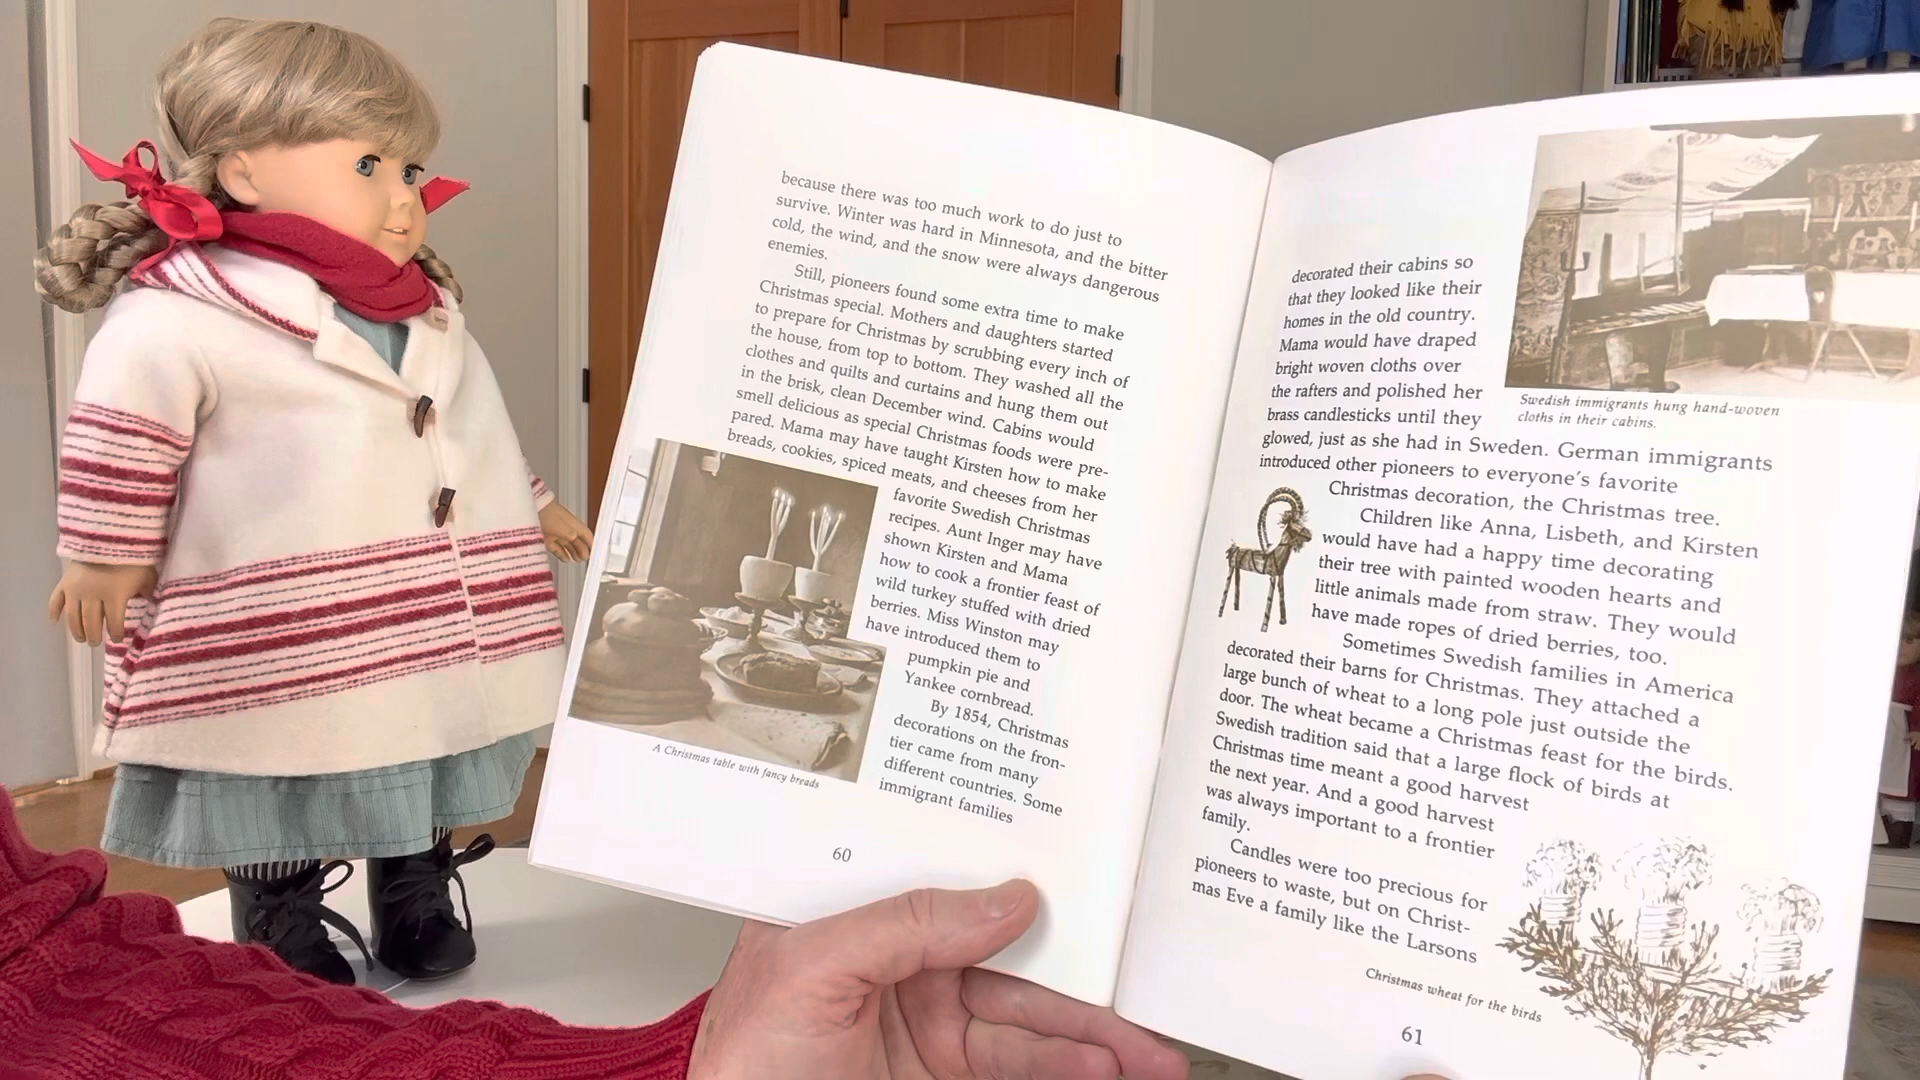 because there was too much work to do just to
survive. Winter was hard in Minnesota, and the bitter
cold, the wind, and the snow were always dangerous
enemies.
Still, pioneers found some extra time to make
Christmas special. Mothers and daughters started
to prepare for Christmas by scrubbing every inch of
the house, from top to bottom. They washed all the
clothes and quilts and curtains and hung them out
in the brisk, clean December wind. Cabins would
smell delicious as special Christmas foods were pre-
pared. Mama may have taught Kirsten how to make
breads, cookies, spiced meats, and cheeses from her
favorite Swedish Christmas
recipes. Aunt Inger may have
shown Kirsten and Mama
how to cook a frontier feast of
wild turkey stuffed with dried
berries. Miss Winston may
have introduced them to
pumpkin pie and
Yankee cornbread.
By 1854, Christmas
decorations on the fron-
tier came from many
different countries. Some
immigrant families
A Christmas table with fancy breads
60
decorated their cabins so
that they looked like their
homes in the old country.
Mama would have draped
bright woven cloths over
the rafters and polished her
brass candlesticks until they
glowed, just as she had in Sweden. German immigrants
introduced other pioneers to everyone's favorite
Christmas decoration, the Christmas tree.
Swedish immigrants hung hand-woven
cloths in their cabins.
Children like Anna, Lisbeth, and Kirsten
would have had a happy time decorating
their tree with painted wooden hearts and
little animals made from straw. They would
have made ropes of dried berries, too.
Sometimes Swedish families in America
decorated their barns for Christmas. They attached a
large bunch of wheat to a long pole just outside the
door. The wheat became a Christmas feast for the birds.
Swedish tradition said that a large flock of birds at
Christmas time meant a good harvest
the next year. And a good harvest
was always important to a frontier
family.
Candles were too precious for
pioneers to waste, but on Christ-
mas Eve a family like the Larsons
Christmas wheat for the birds
61